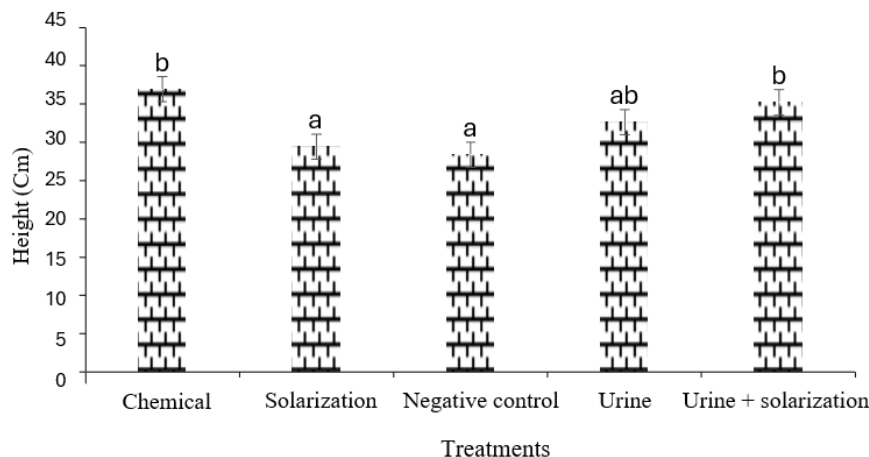 45
40
35
30
25
20
15
10
5
0
Height (Cm)
b
a
a
ab
b
Chemical Solarization Negative control Urine Urine + solarization
Treatments